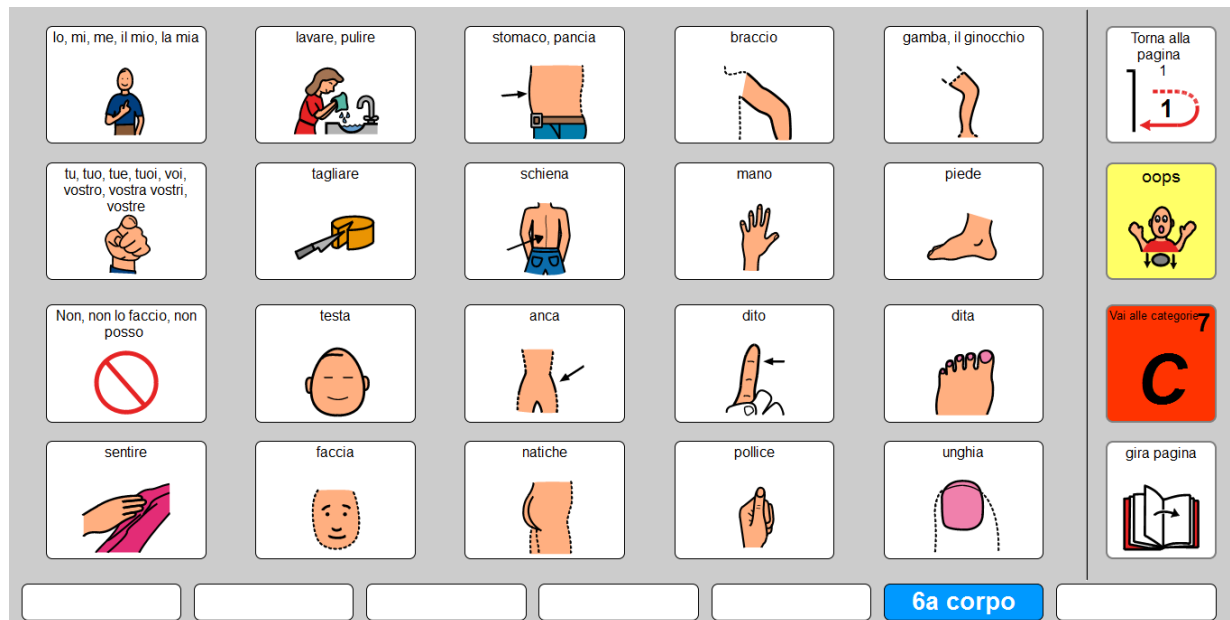 Io, mi, me, il mio, la mia
lavare, pulire
stomaco, pancia
braccio
gamba, il ginocchio
Torna alla
pagina
1
1
tu, tuo, tue, tuoi, voi,
vostro, vostra vostri,
vostre
tagliare
schiena
mano
piede
oops
Non, non lo faccio, non
posso
testa
anca
dito
dita
Vai alle categorie
7
C
sentire
faccia
natiche
pollice
unghia
gira pagina
6a corpo